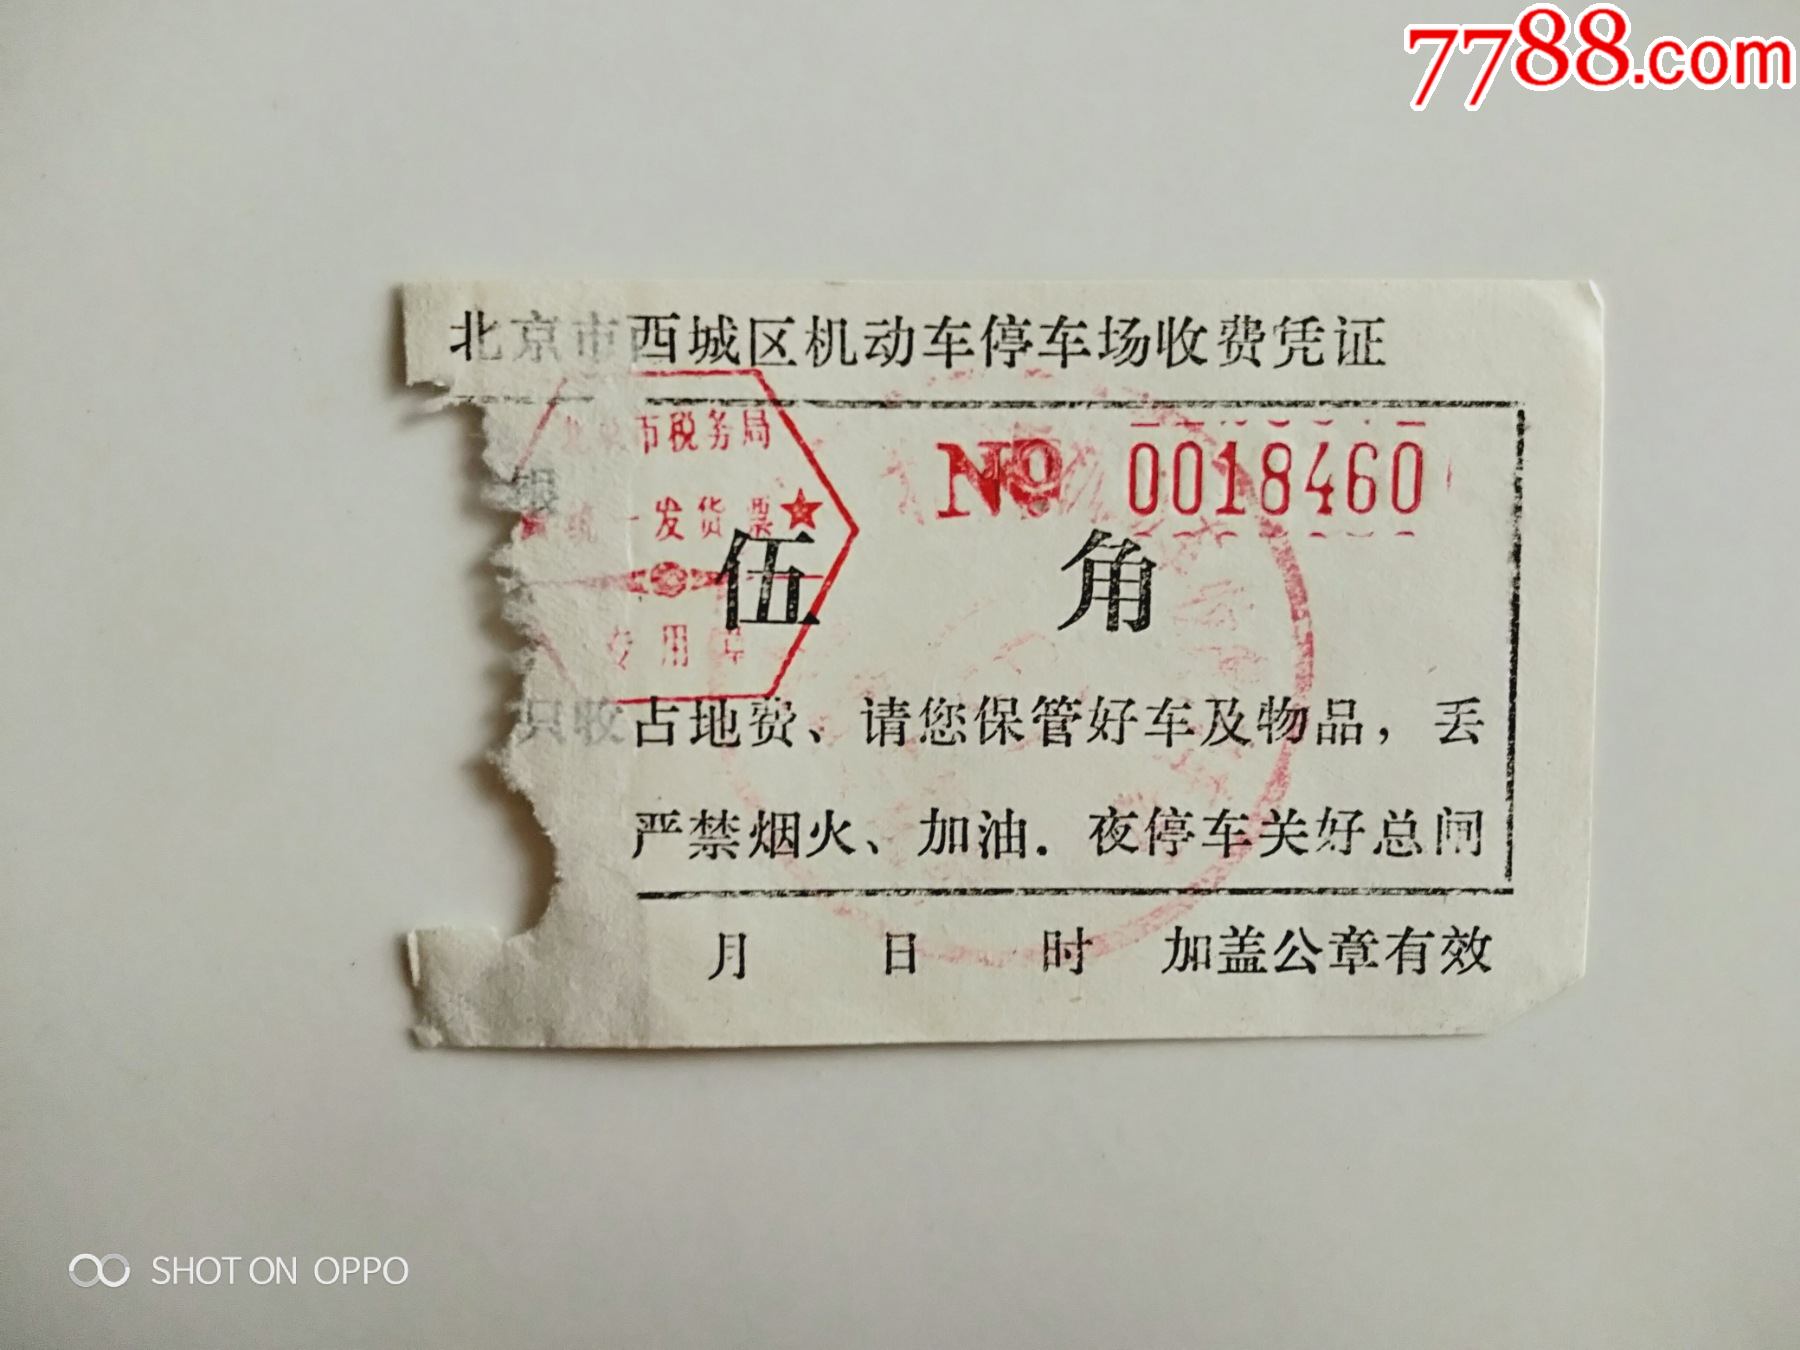 7788.com
北京市西城区机动车停车场收费凭证
北京市税务局
No 0018460
银
统一发货票
伍 角
专用章
只收占地费、请您保管好车及物品，丢
严禁烟火、加油．夜停车关好总闸
月 日 时 加盖公章有效
SHOT ON OPPO